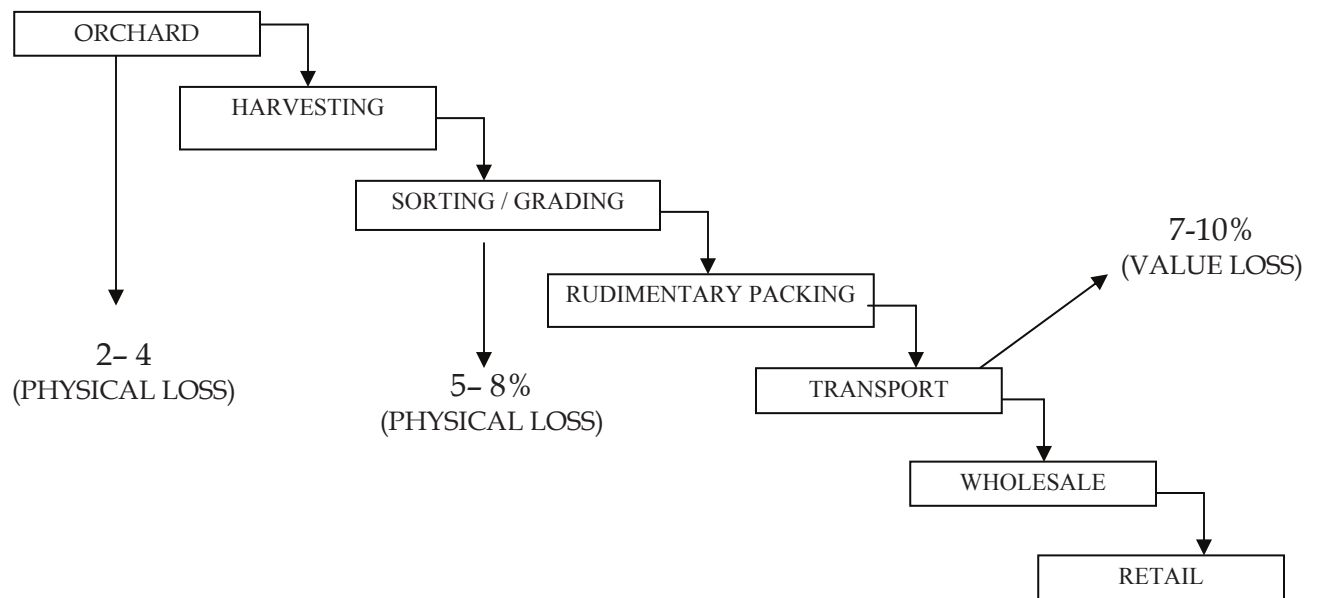 ORCHARD
HARVESTING
SORTING / GRADING
7-10%
(VALUE LOSS)
RUDIMENTARY PACKING
2– 4
(PHYSICAL LOSS)
5– 8%
(PHYSICAL LOSS)
TRANSPORT
WHOLESALE
RETAIL